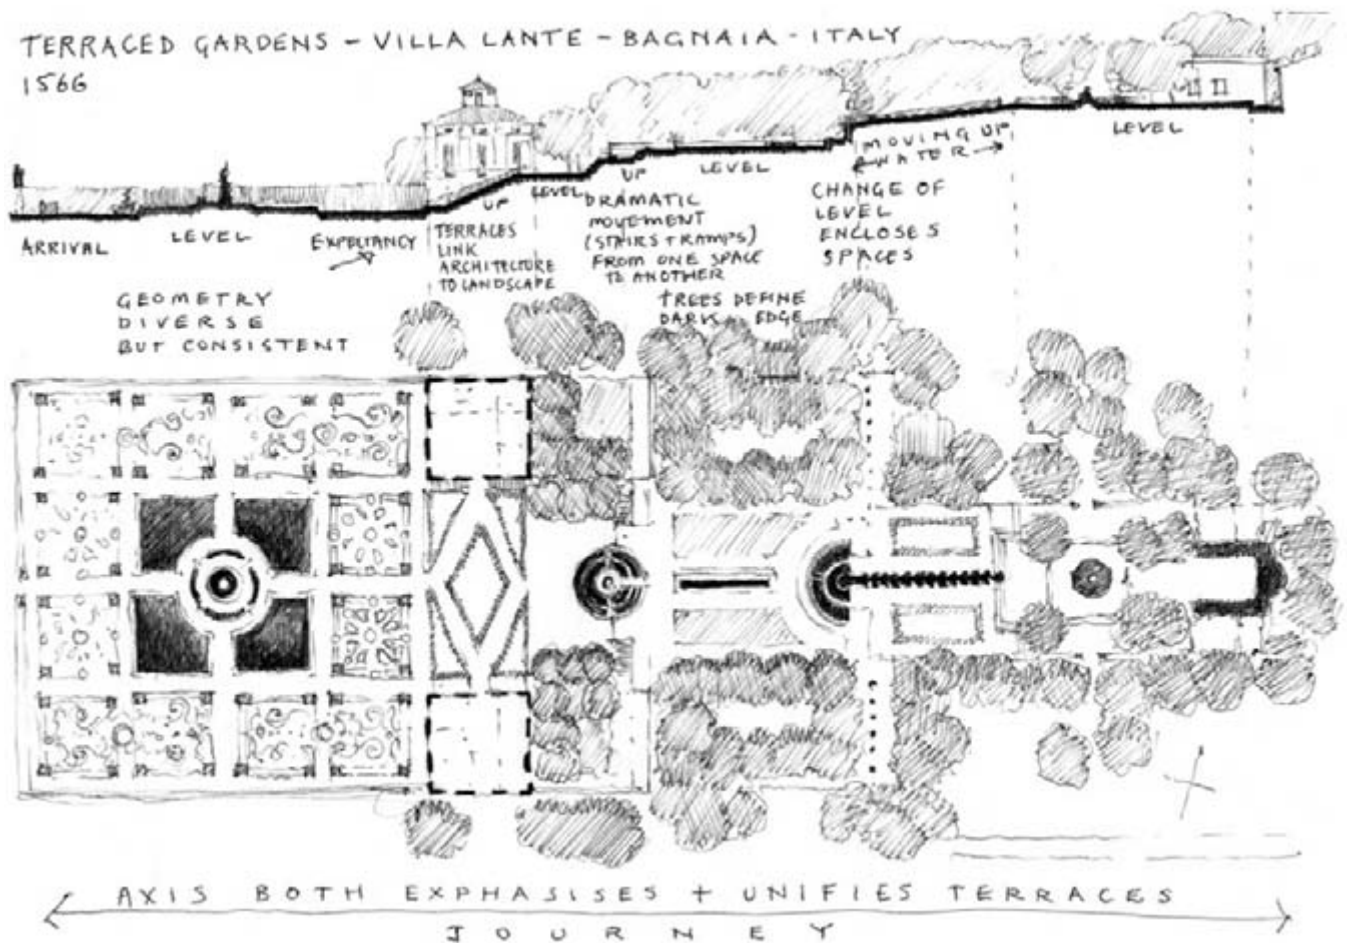 TERRACED GARDENS - VILLA LANTE - BAGNAIA - ITALY
1566
ARRIVAL
LEVEL
EXPECTANCY
UP
TERRACES
LINK
ARCHITECTURE
TO LANDSCAPE
LEVEL
UP
DRAMATIC
MOVEMENT
(STAIRS + RAMPS)
FROM ONE SPACE
TO ANOTHER
LEVEL
CHANGE OF
LEVEL
ENCLOSES
SPACES
MOVING UP
WATER
LEVEL
GEOMETRY
DIVERSE
BUT CONSISTENT
TREES DEFINE
DARK EDGE
AXIS BOTH EXPHASISES + UNIFIES TERRACES
JOURNEY